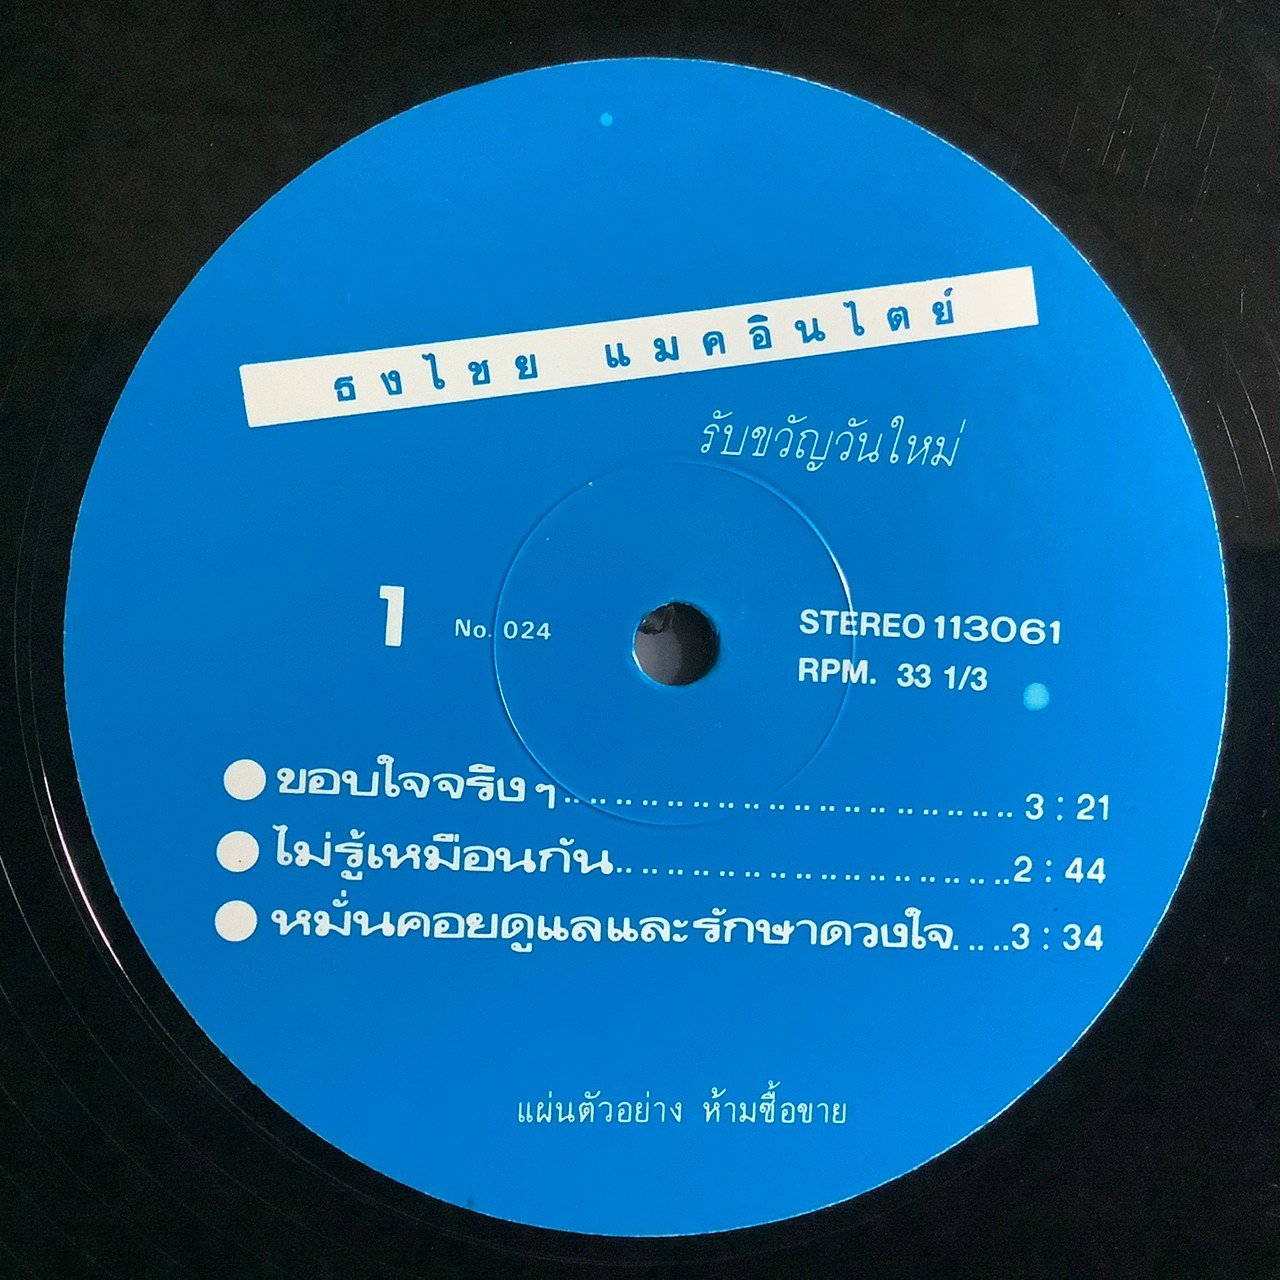 ธงไชย แมคอินไตย์
รับขวัญวันใหม่
1 No. 024
STEREO 113061
RPM. 33 1/3
ขอบใจจริงๆ.................................... 3 : 21
ไม่รู้เหมือนกัน.................................2 : 44
หมั่นคอยดูแลและรักษาดวงใจ.....3 : 34
แผ่นตัวอย่าง ห้ามซื้อขาย